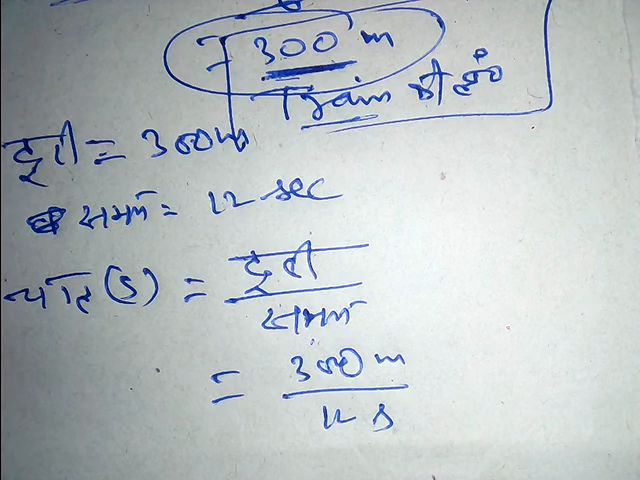 300 m
Train की लंo
दूरी = 300m
समय = 12 sec
चाल (S) = दूरी / समय
= 300 m / 12 s